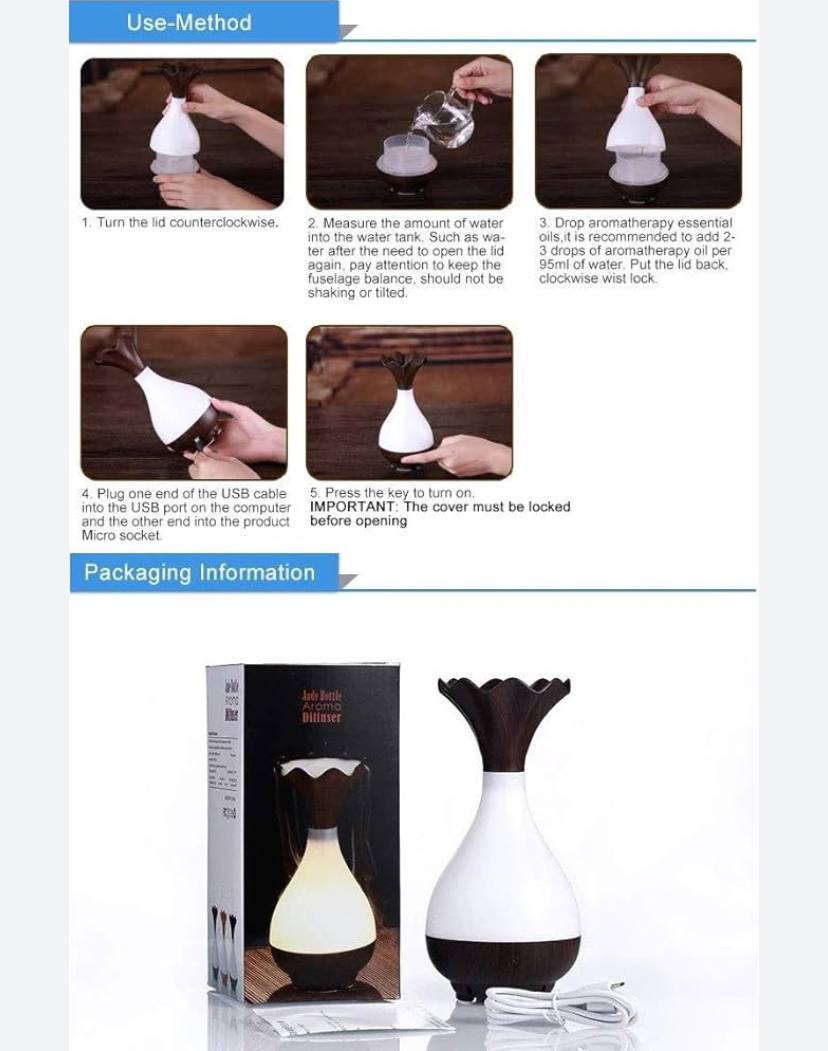 Use-Method
1. Turn the lid counterclockwise.
2. Measure the amount of water
into the water tank. Such as wa-
ter after the need to open the lid
again, pay attention to keep the
fuselage balance, should not be
shaking or tilted.
3. Drop aromatherapy essential
oils,it is recommended to add 2-
3 drops of aromatherapy oil per
95ml of water. Put the lid back,
clockwise wist lock.
4. Plug one end of the USB cable
into the USB port on the computer
and the other end into the product
Micro socket.
5. Press the key to turn on.
IMPORTANT: The cover must be locked
before opening
Packaging Information
Jade Bottle
Aroma
Diffuser
Jade Bottle
Aroma
Diffuser